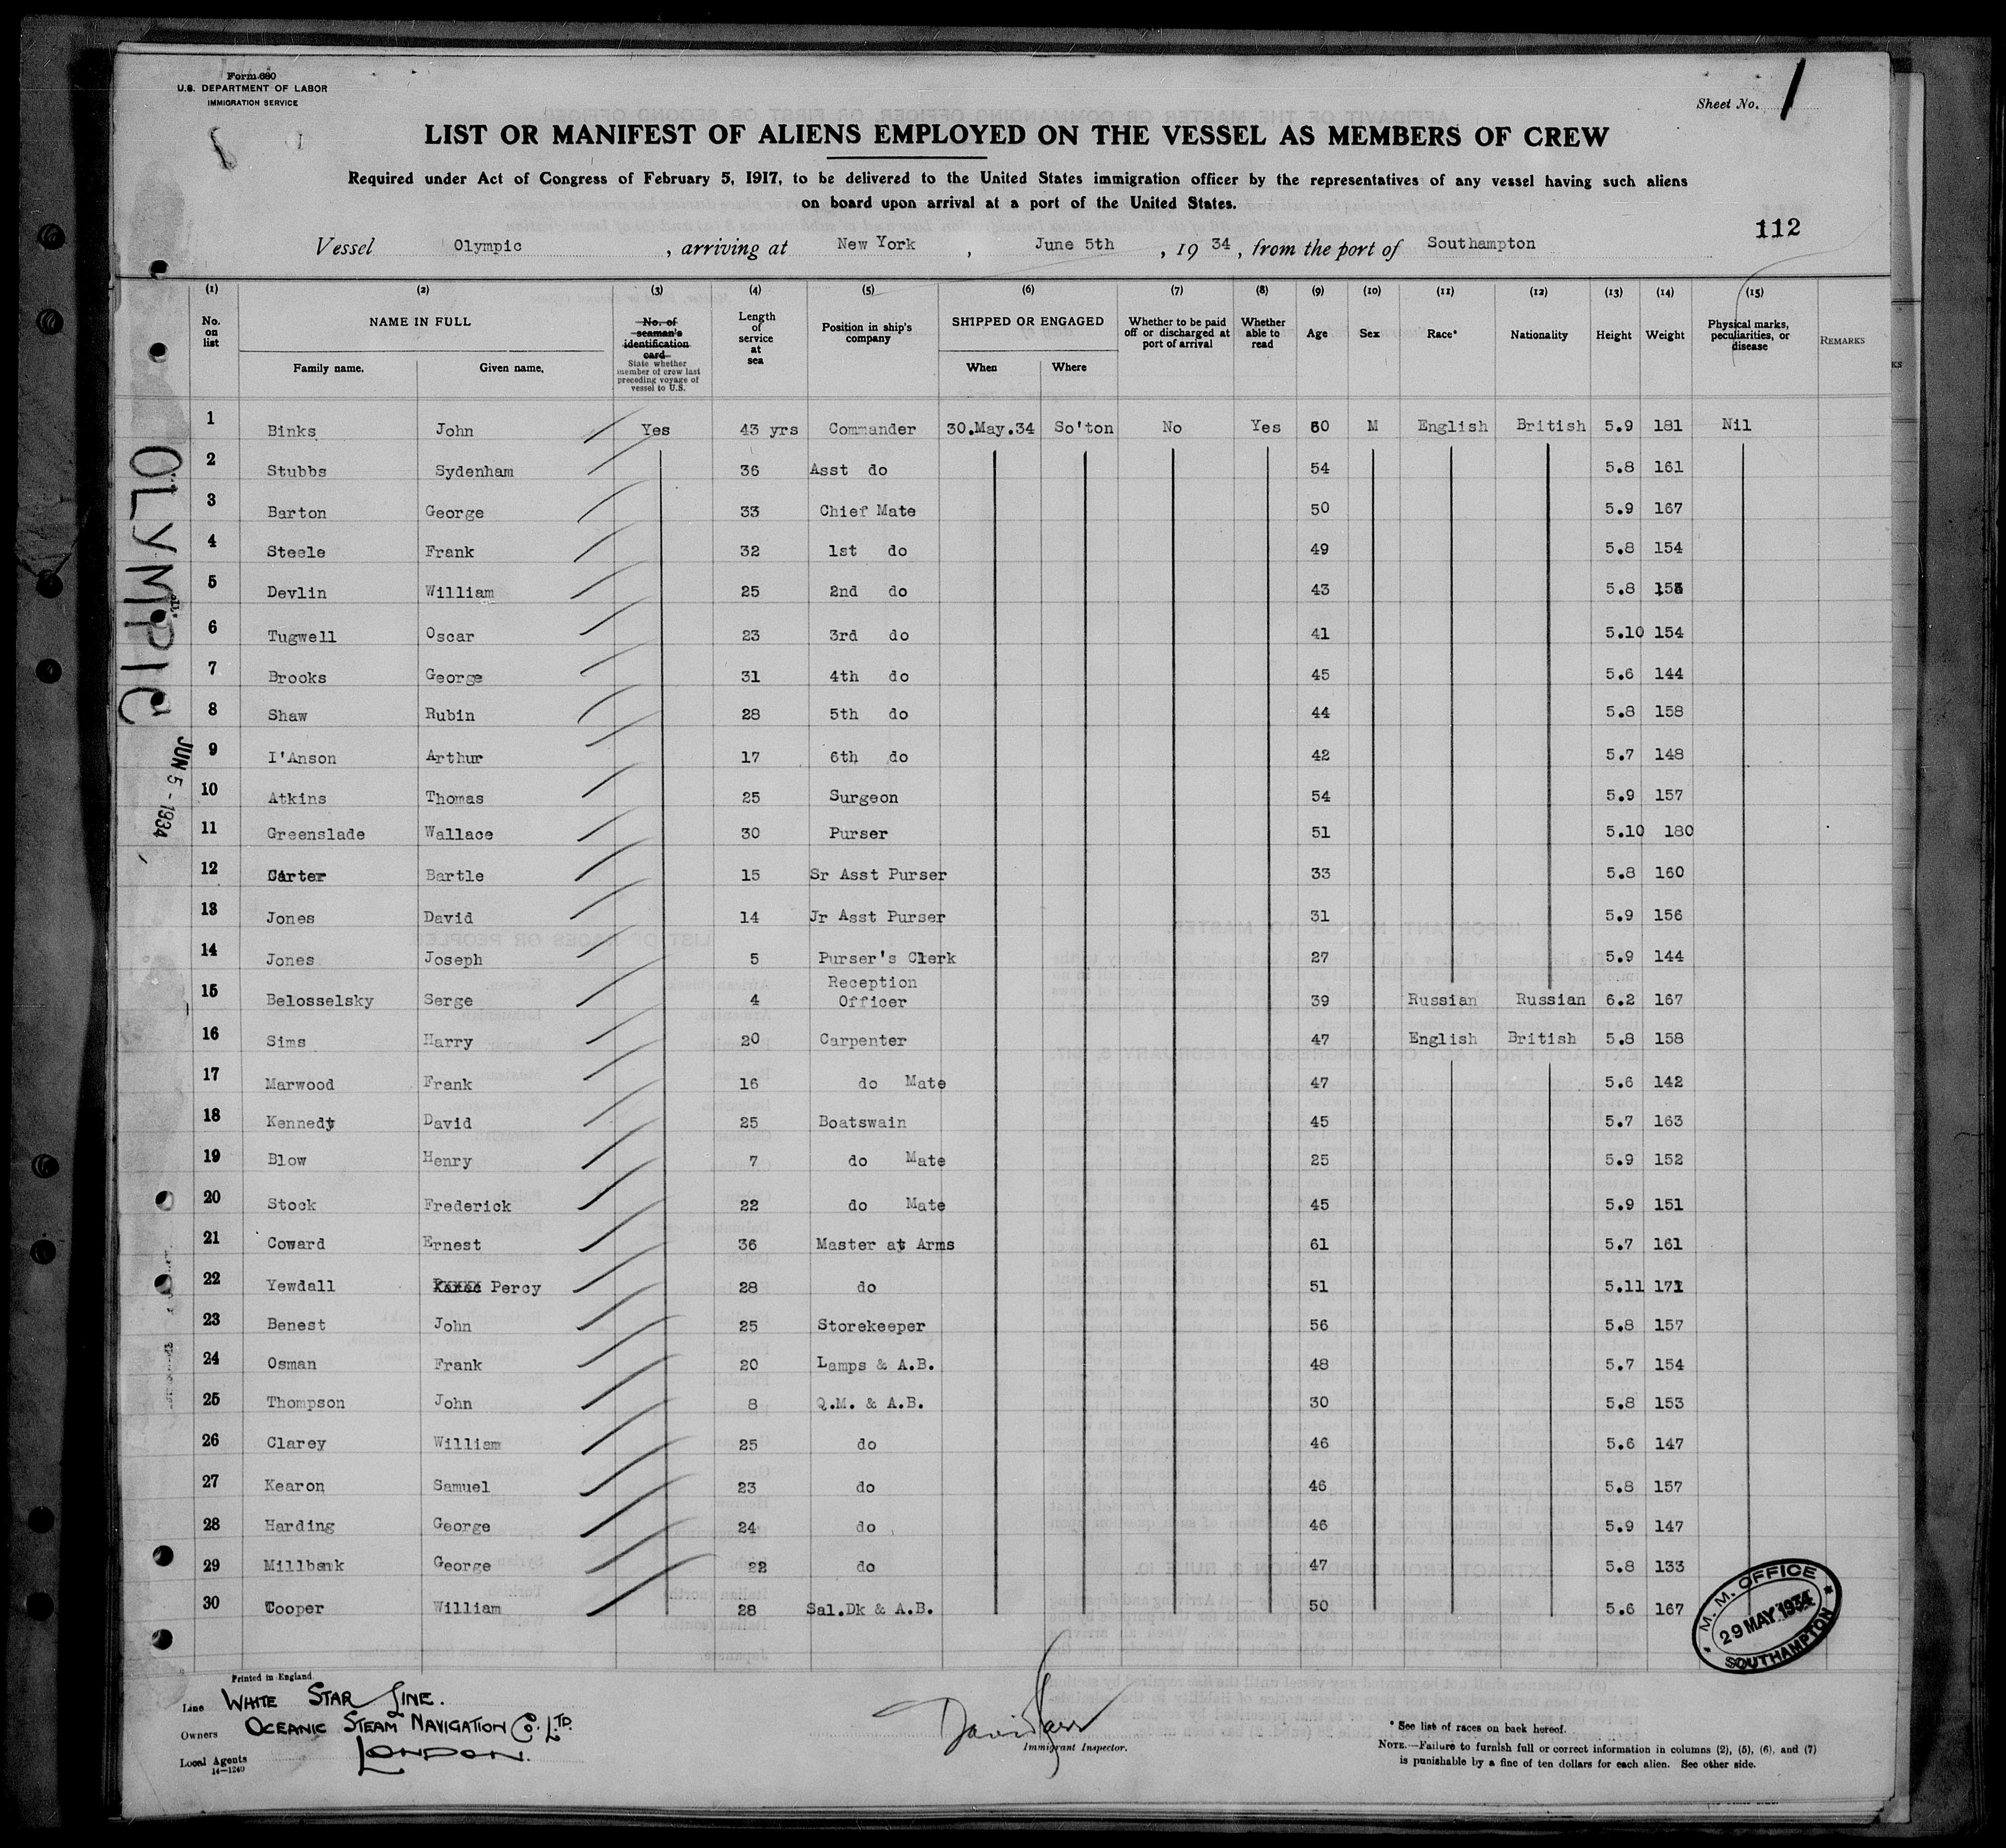 Form 680
U.S. DEPARTMENT OF LABOR
IMMIGRATION SERVICE
Sheet No. 1
LIST OR MANIFEST OF ALIENS EMPLOYED ON THE VESSEL AS MEMBERS OF CREW
Required under Act of Congress of February 5, 1917, to be delivered to the United States immigration officer by the representatives of any vessel having such aliens
on board upon arrival at a port of the United States.
112
Vessel Olympic, arriving at New York, June 5th, 19 34, from the port of Southampton
(1) (2) (3) (4) (5) (6) (7) (8) (9) (10) (11) (12) (13) (14) (15)
No. on list NAME IN FULL Family name. Given name. No. of seaman's identification card State whether member of crew last preceding voyage of vessel to U.S. Length of service at sea Position in ship's company SHIPPED OR ENGAGED When Where Whether to be paid off or discharged at port of arrival Whether able to read Age Sex Race* Nationality Height Weight Physical marks, peculiarities, or disease REMARKS
1 Binks John Yes 43 yrs Commander 30.May.34 So'ton No Yes 60 M English British 5.9 181 Nil
2 Stubbs Sydenham 36 Asst do 54 5.8 161
3 Barton George 33 Chief Mate 50 5.9 167
4 Steele Frank 32 1st do 49 5.8 154
5 Devlin William 25 2nd do 43 5.8
6 Tugwell Oscar 23 3rd do 41 5.10 154
7 Brooks George 31 4th do 45 5.6 144
8 Shaw Rubin 28 5th do 44 5.8 158
9 I'Anson Arthur 17 6th do 42 5.7 148
10 Atkins Thomas 25 Surgeon 54 5.9 157
11 Greenslade Wallace 30 Purser 51 5.10 180
12 Carter Bartle 15 Sr Asst Purser 33 5.8 160
13 Jones David 14 Jr Asst Purser 31 5.9 156
14 Jones Joseph 5 Purser's Clerk 27 5.9 144
15 Belosselsky Serge 4 Reception Officer 39 Russian Russian 6.2 167
16 Sims Harry 20 Carpenter 47 English British 5.8 158
17 Marwood Frank 16 do Mate 47 5.6 142
18 Kennedy David 25 Boatswain 45 5.7 163
19 Blow Henry 7 do Mate 25 5.9 152
20 Stock Frederick 22 do Mate 45 5.9 151
21 Coward Ernest 36 Master at Arms 61 5.7 161
22 Yewdall Percy 28 do 51 5.11 171
23 Benest John 25 Storekeeper 56 5.8 157
24 Osman Frank 20 Lamps & A.B. 48 5.7 154
25 Thompson John 8 Q.M. & A.B. 30 5.8 153
26 Clarey William 25 do 46 5.6 147
27 Kearon Samuel 23 do 46 5.8 157
28 Harding George 24 do 46 5.9 147
29 Millbank George 22 do 47 5.8 133
30 Cooper William 28 Sal.Dk & A.B. 50 5.6 167
OLYMPIC
JUN 5 - 1934
M. M. OFFICE
29 MAY 1934
SOUTHAMPTON
Printed in England.
Line WHITE STAR LINE.
Owners OCEANIC STEAM NAVIGATION Co. LTD.
Local Agents LONDON.
14—1240
Immigrant Inspector.
* See list of races on back hereof.
NOTE.—Failure to furnish full or correct information in columns (2), (5), (6), and (7)
is punishable by a fine of ten dollars for each alien. See other side.